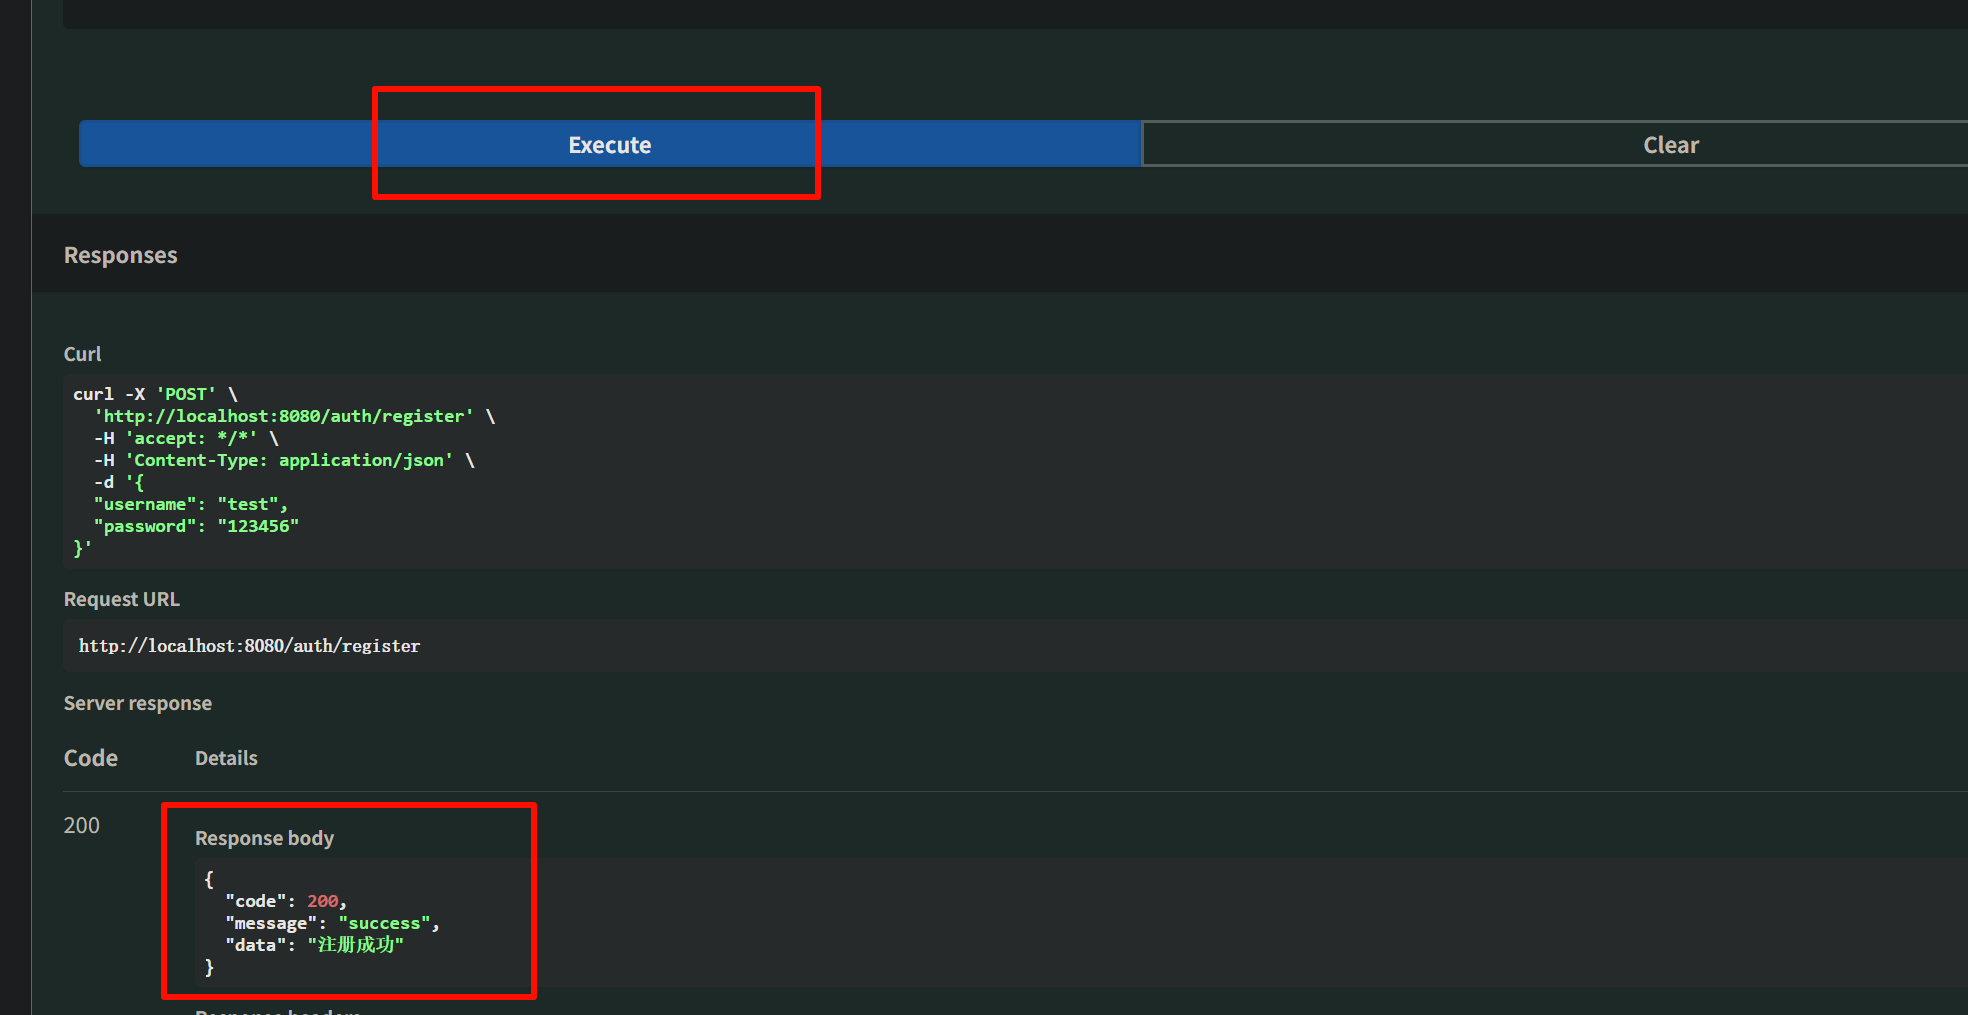 Execute
Clear
Responses
Curl
curl -X 'POST' \
  'http://localhost:8080/auth/register' \
  -H 'accept: */*' \
  -H 'Content-Type: application/json' \
  -d '{
  "username": "test",
  "password": "123456"
}'
Request URL
http://localhost:8080/auth/register
Server response
Code Details
200
Response body
{
  "code": 200,
  "message": "success",
  "data": "注册成功"
}
Response headers